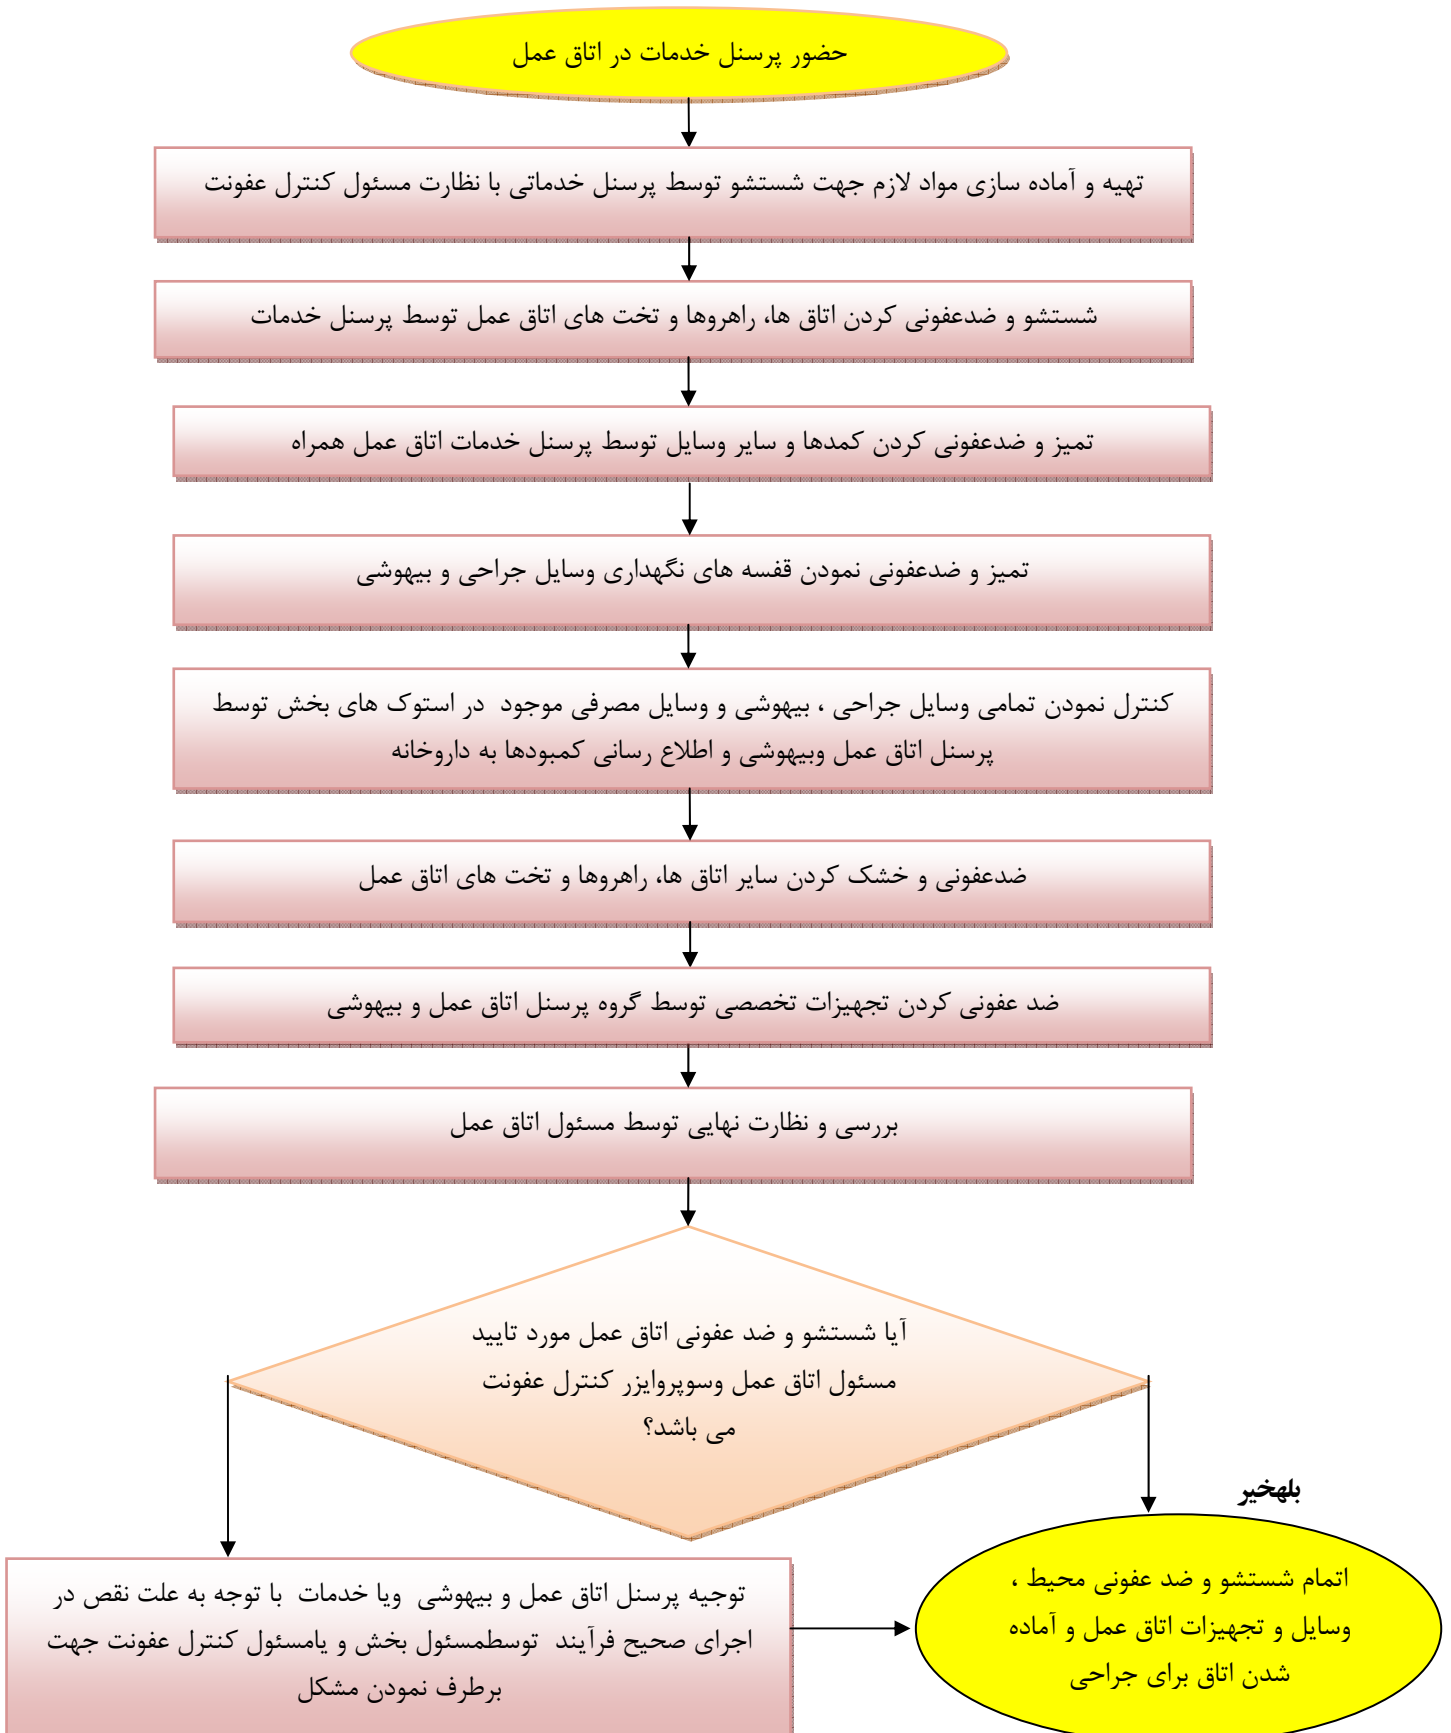 حضور پرسنل خدمات در اتاق عمل
تهیه و آماده سازی مواد لازم جهت شستشو توسط پرسنل خدماتی با نظارت مسئول کنترل عفونت
شستشو و ضدعفونی کردن اتاق ها، راهروها و تخت های اتاق عمل توسط پرسنل خدمات
تمیز و ضدعفونی کردن کمدها و سایر وسایل توسط پرسنل خدمات اتاق عمل همراه
تمیز و ضدعفونی نمودن قفسه های نگهداری وسایل جراحی و بیهوشی
کنترل نمودن تمامی وسایل جراحی ، بیهوشی و وسایل مصرفی موجود در استوک های بخش توسط
پرسنل اتاق عمل وبیهوشی و اطلاع رسانی کمبودها به داروخانه
ضدعفونی و خشک کردن سایر اتاق ها، راهروها و تخت های اتاق عمل
ضد عفونی کردن تجهیزات تخصصی توسط گروه پرسنل اتاق عمل و بیهوشی
بررسی و نظارت نهایی توسط مسئول اتاق عمل
آیا شستشو و ضد عفونی اتاق عمل مورد تایید
مسئول اتاق عمل وسوپروایزر کنترل عفونت
می باشد؟
بلهخیر
اتمام شستشو و ضد عفونی محیط ،
وسایل و تجهیزات اتاق عمل و آماده
شدن اتاق برای جراحی
توجیه پرسنل اتاق عمل و بیهوشی ویا خدمات با توجه به علت نقص در
اجرای صحیح فرآیند توسطمسئول بخش و یامسئول کنترل عفونت جهت
برطرف نمودن مشکل